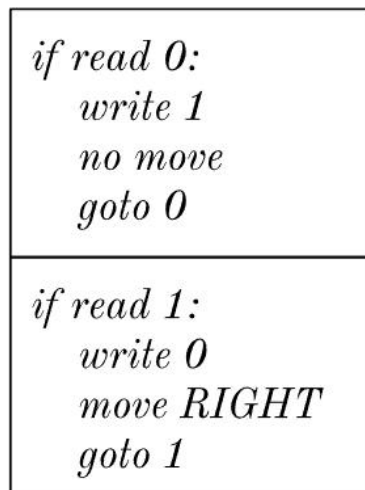 if read 0:
write 1
no move
goto 0
if read 1:
write 0
move RIGHT
goto 1